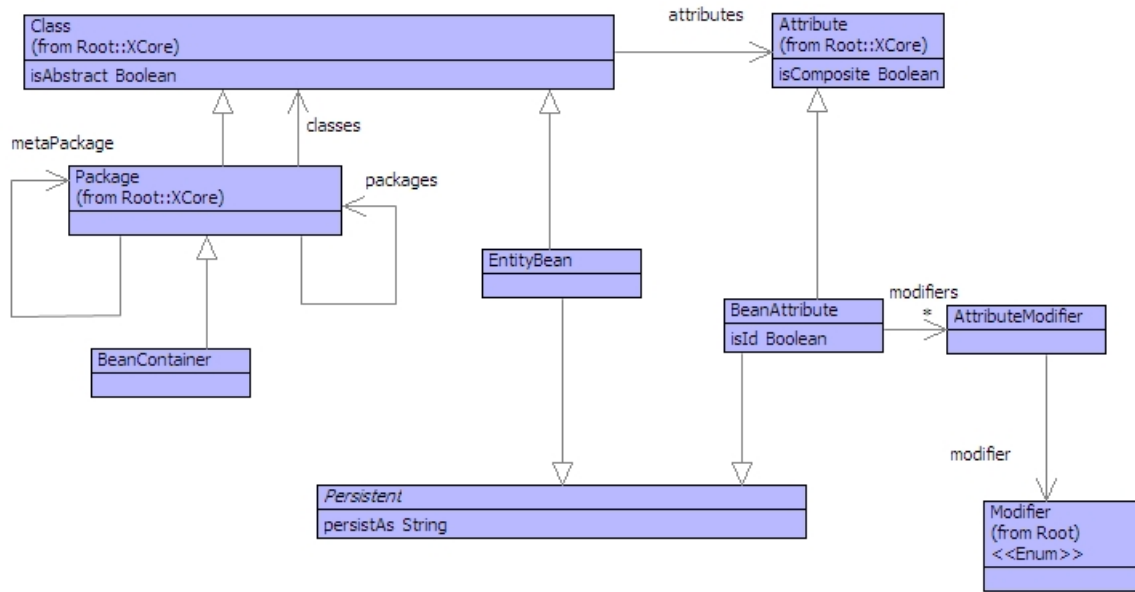 Class
(from Root::XCore)
isAbstract Boolean
attributes
Attribute
(from Root::XCore)
isComposite Boolean
classes
metaPackage
Package
(from Root::XCore)
packages
EntityBean
BeanContainer
BeanAttribute
isId Boolean
modifiers
*
AttributeModifier
modifier
Persistent
persistAs String
Modifier
(from Root)
<<Enum>>